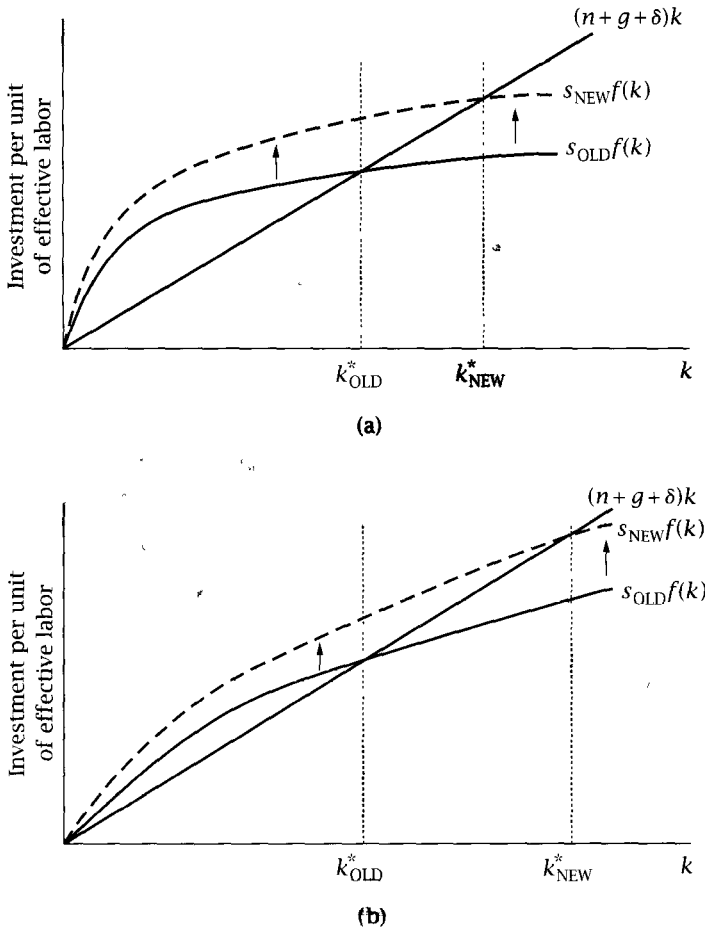 (n + g + δ)k
Investment per unit
of effective labor
s_NEW f(k)
s_OLD f(k)
k*_OLD
k*_NEW
k
(a)
(n + g + δ)k
s_NEW f(k)
s_OLD f(k)
Investment per unit
of effective labor
k*_OLD
k*_NEW
k
(b)